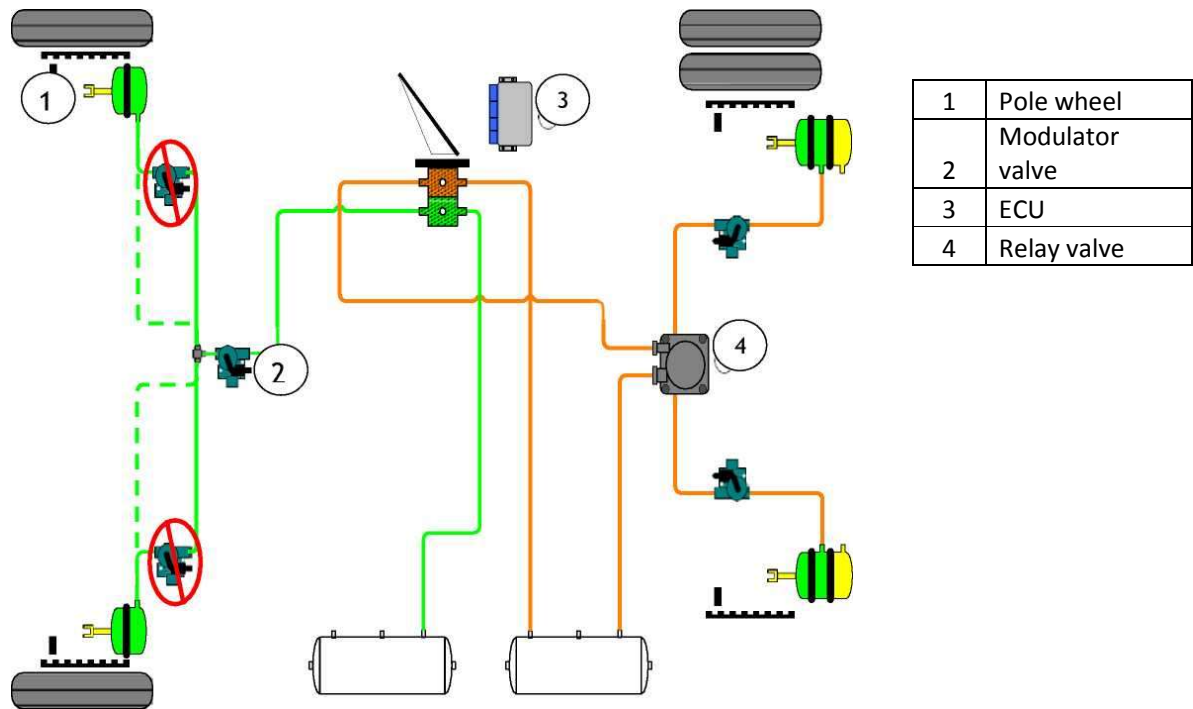 1
3
2
4
1 Pole wheel
2 Modulator
valve
3 ECU
4 Relay valve